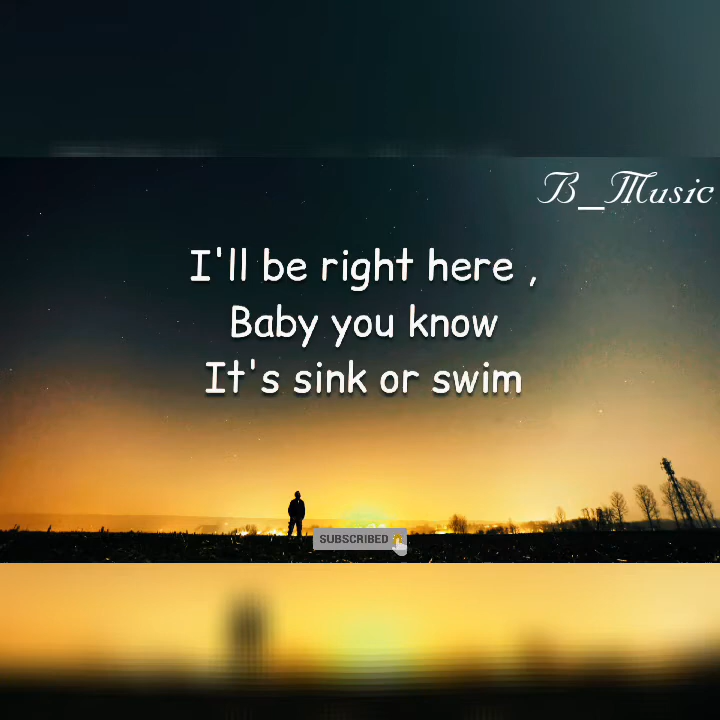 B_Music
I'll be right here ,
Baby you know
It's sink or swim
SUBSCRIBED